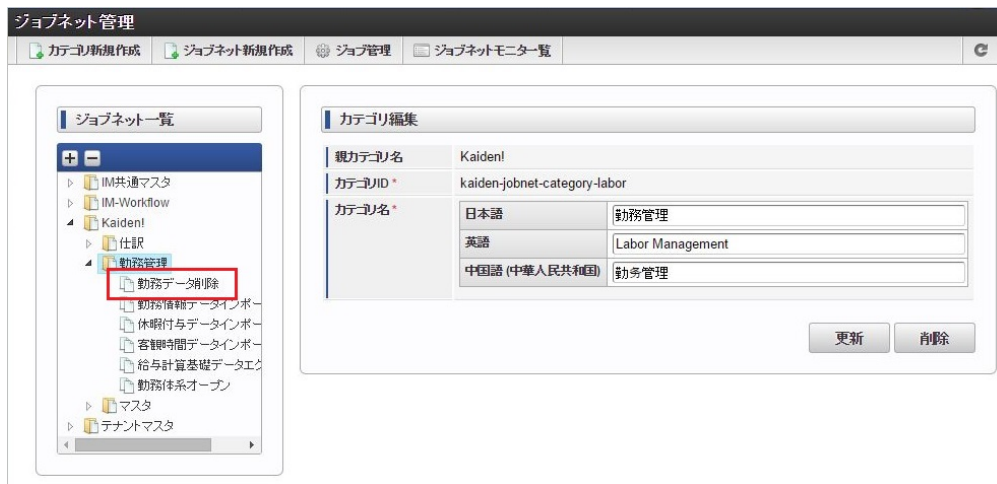 ジョブネット管理
カテゴリ新規作成 ジョブネット新規作成 ジョブ管理 ジョブネットモニタ一覧
ジョブネット一覧
IM共通マスタ
IM-Workflow
Kaiden!
仕訳
勤務管理
勤務データ削除
勤務情報データインポー
休暇付与データインポー
客観時間データインポー
給与計算基礎データエク
勤務体系オープン
マスタ
テナントマスタ
カテゴリ編集
親カテゴリ名 Kaiden!
カテゴリID * kaiden-jobnet-category-labor
カテゴリ名 *
日本語 勤務管理
英語 Labor Management
中国語 (中華人民共和国) 勤务管理
更新 削除